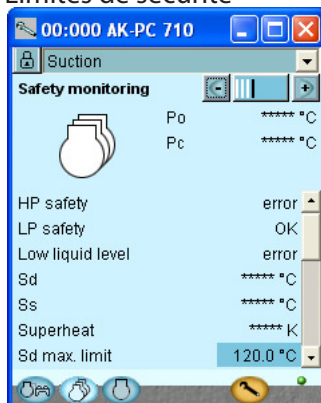 Limites de sécurité
00:000 AK-PC 710
Suction
Safety monitoring
Po ***** °C
Pc ***** °C
HP safety error
LP safety OK
Low liquid level error
Sd ***** °C
Ss ***** °C
Superheat ***** K
Sd max. limit 120.0 °C